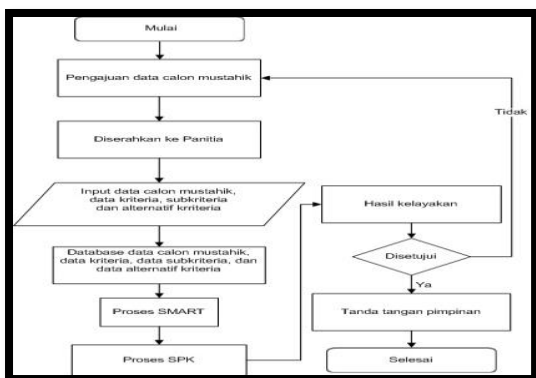 Mulai
Pengajuan data calon mustahik
Diserahkan ke Panitia
Input data calon mustahik,
data kriteria, subkriteria
dan alternatif krriteria
Database data calon mustahik,
data kriteria, data subkriteria, dan
data alternatif kriteria
Proses SMART
Proses SPK
Hasil kelayakan
Disetujui
Tidak
Ya
Tanda tangan pimpinan
Selesai